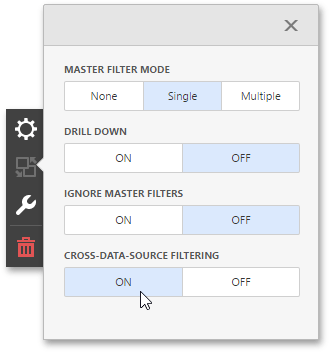 MASTER FILTER MODE
None Single Multiple
DRILL DOWN
ON OFF
IGNORE MASTER FILTERS
ON OFF
CROSS-DATA-SOURCE FILTERING
ON OFF